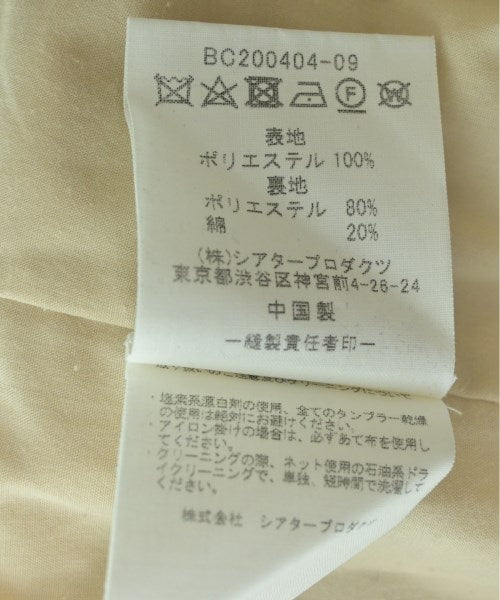 BC200404-09
表地
ポリエステル 100%
裏地
ポリエステル 80%
綿 20%
(株)シアタープロダクツ
東京都渋谷区神宮前4-26-24
中国製
―縫製責任者印―
・塩素系漂白剤の使用、全てのタンブラー乾燥
の使用は絶対にお避けください。
・アイロン掛けの場合は、必ずあて布を使用し
てください。
・クリーニングの際、ネット使用の石油系ドラ
イクリーニングで、単独、短時間で洗濯して
ください。
株式会社 シアタープロダク